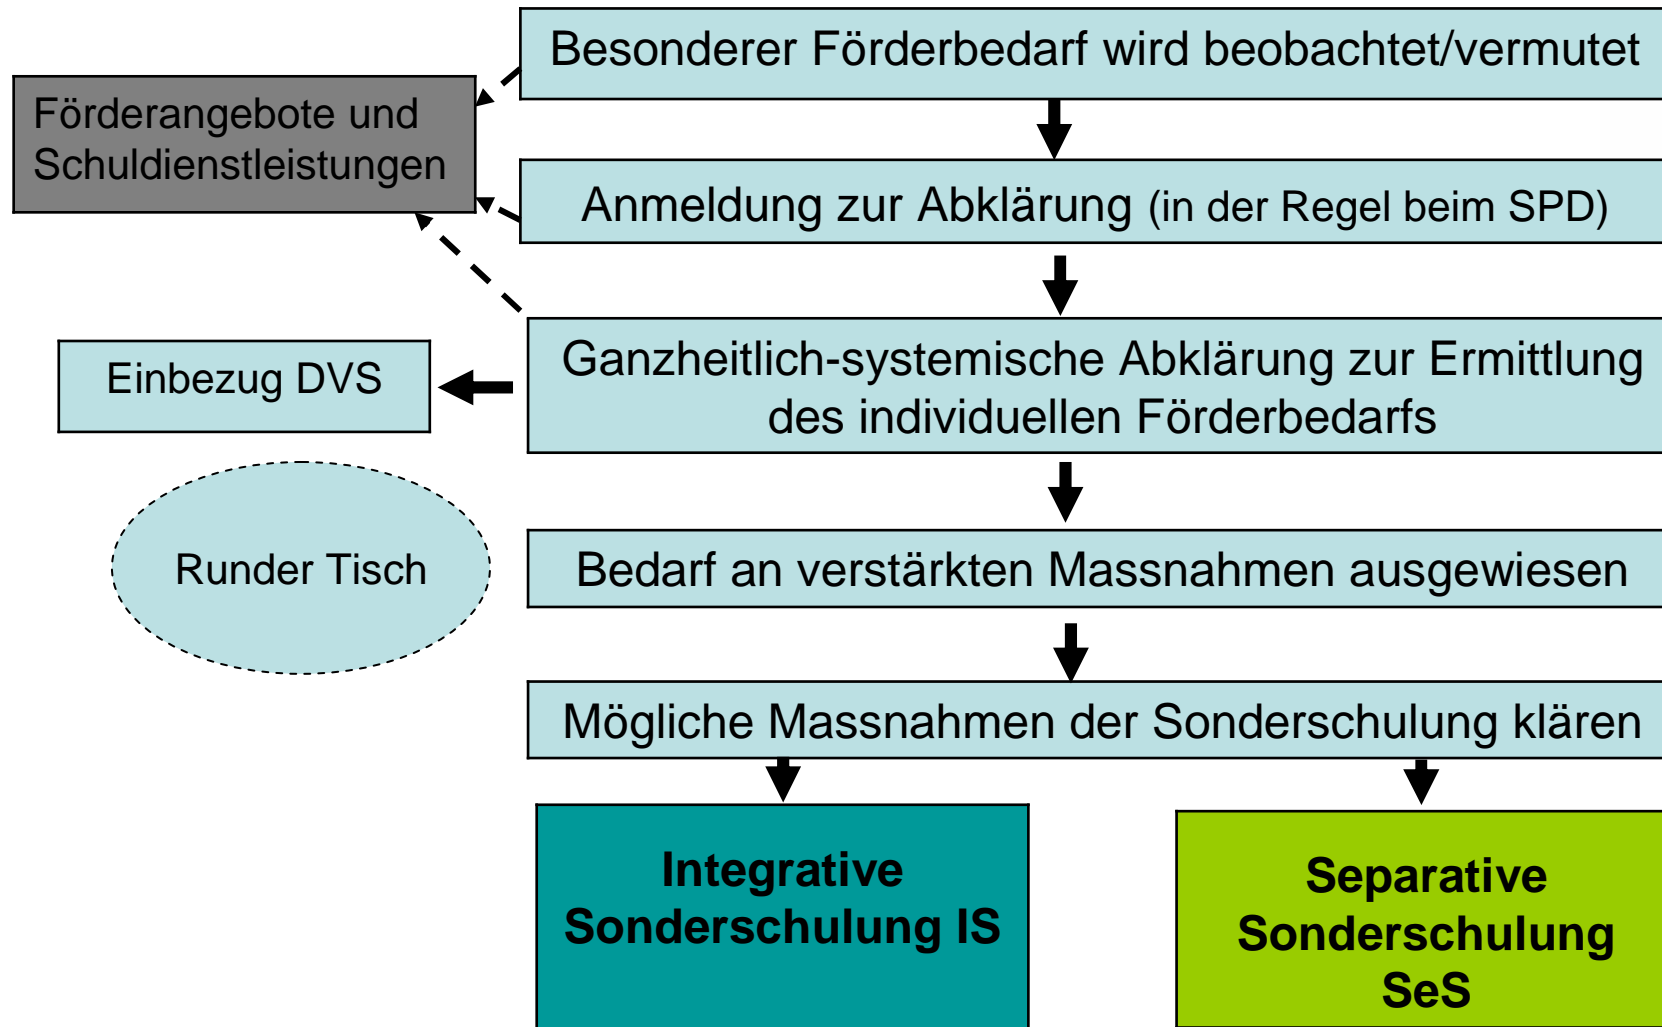 Besonderer Förderbedarf wird beobachtet/vermutet
Förderangebote und
Schuldienstleistungen
Anmeldung zur Abklärung (in der Regel beim SPD)
Ganzheitlich-systemische Abklärung zur Ermittlung
des individuellen Förderbedarfs
Einbezug DVS
Runder Tisch
Bedarf an verstärkten Massnahmen ausgewiesen
Mögliche Massnahmen der Sonderschulung klären
Integrative
Sonderschulung IS
Separative
Sonderschulung
SeS